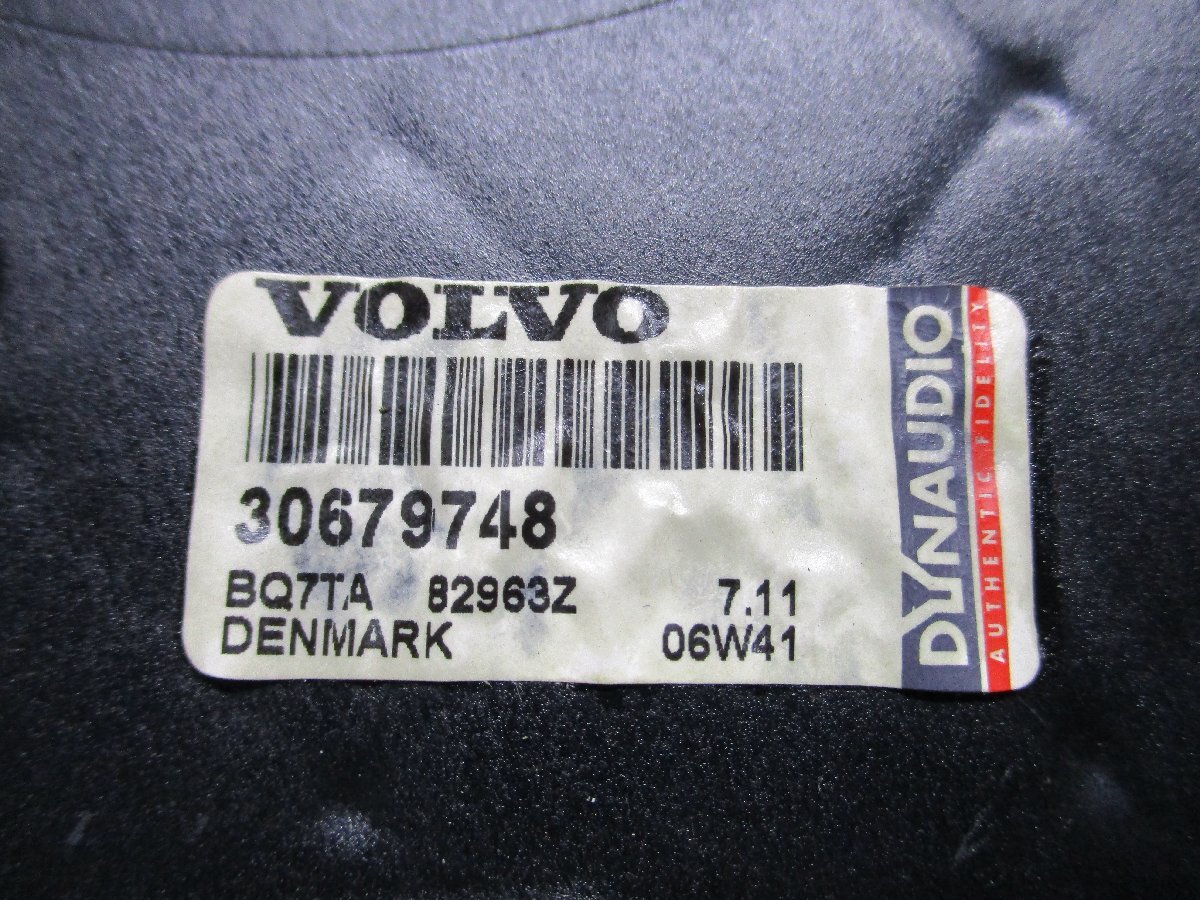 VOLVO
30679748
BQ7TA 82963Z 7.11
DENMARK 06W41
DYNAUDIO
AUTHENTIC FIDELITY